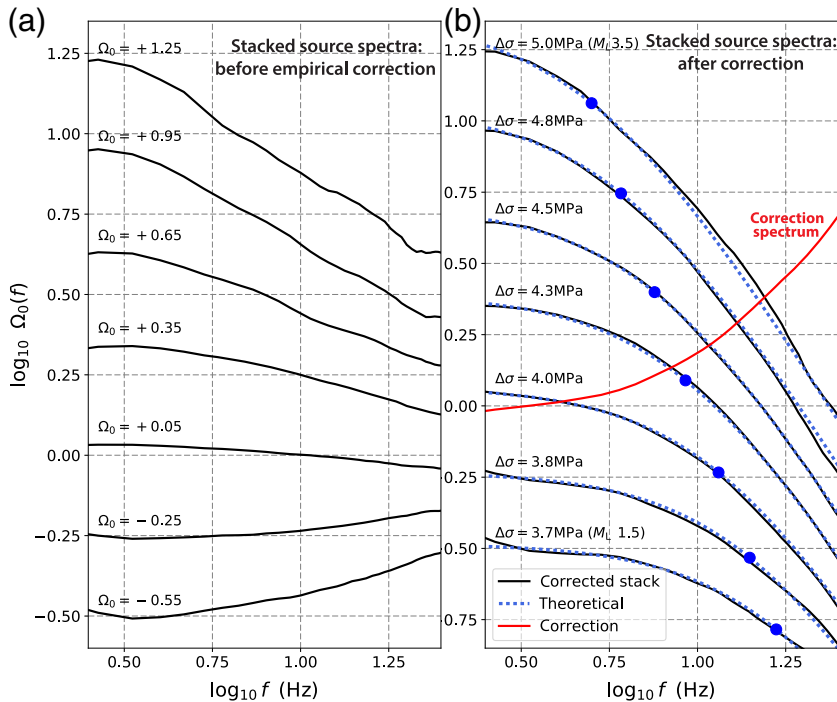 (a)
Stacked source spectra:
before empirical correction
Ω₀ = +1.25
Ω₀ = +0.95
Ω₀ = +0.65
Ω₀ = +0.35
Ω₀ = +0.05
Ω₀ = −0.25
Ω₀ = −0.55
1.25
1.00
0.75
0.50
0.25
0.00
−0.25
−0.50
log₁₀ Ω₀(f)
0.50 0.75 1.00 1.25
log₁₀ f (Hz)
(b)
Stacked source spectra:
after correction
Δσ = 5.0MPa (M_L 3.5)
Δσ = 4.8MPa
Δσ = 4.5MPa
Δσ = 4.3MPa
Δσ = 4.0MPa
Δσ = 3.8MPa
Δσ = 3.7MPa (M_L 1.5)
Correction
spectrum
Corrected stack
Theoretical
Correction
1.25
1.00
0.75
0.50
0.25
0.00
0.25
0.50
0.75
0.50 0.75 1.00 1.25
log₁₀ f (Hz)